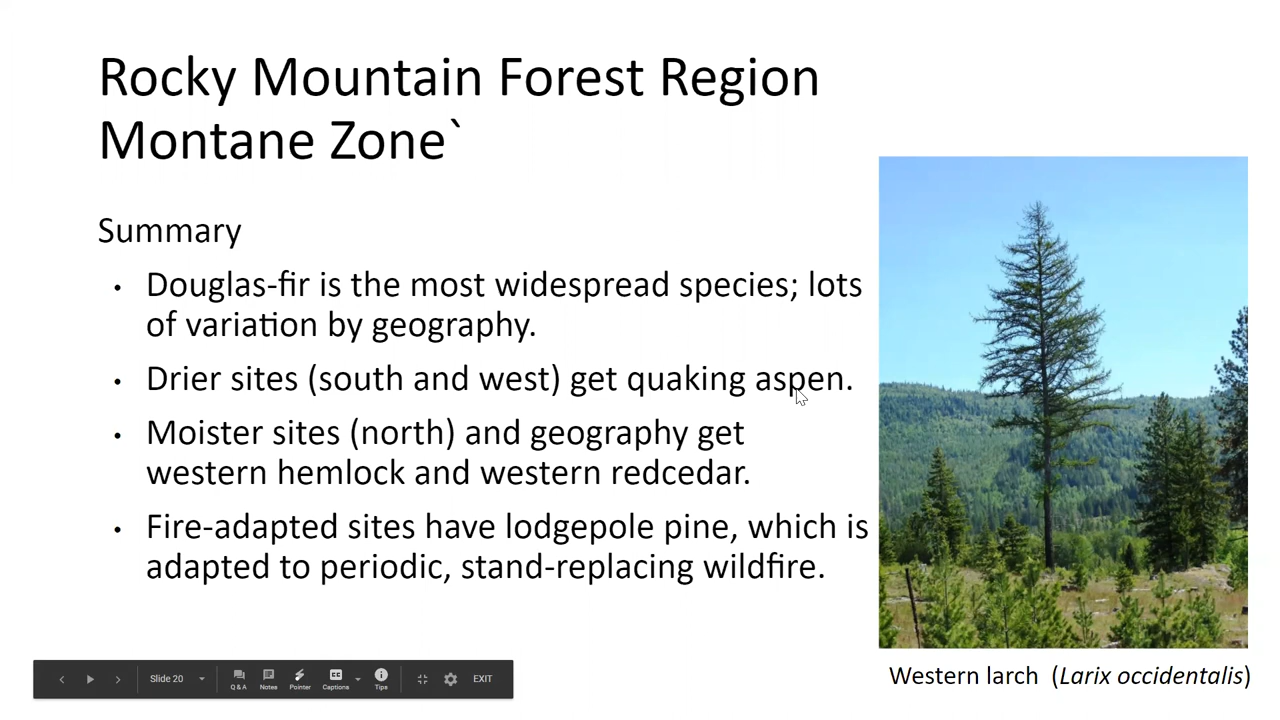 Rocky Mountain Forest Region
Montane Zone`
Summary
• Douglas-fir is the most widespread species; lots
of variation by geography.
• Drier sites (south and west) get quaking aspen.
• Moister sites (north) and geography get
western hemlock and western redcedar.
• Fire-adapted sites have lodgepole pine, which is
adapted to periodic, stand-replacing wildfire.
Western larch (Larix occidentalis)
Slide 20
Q & A Notes Pointer Captions Tips EXIT